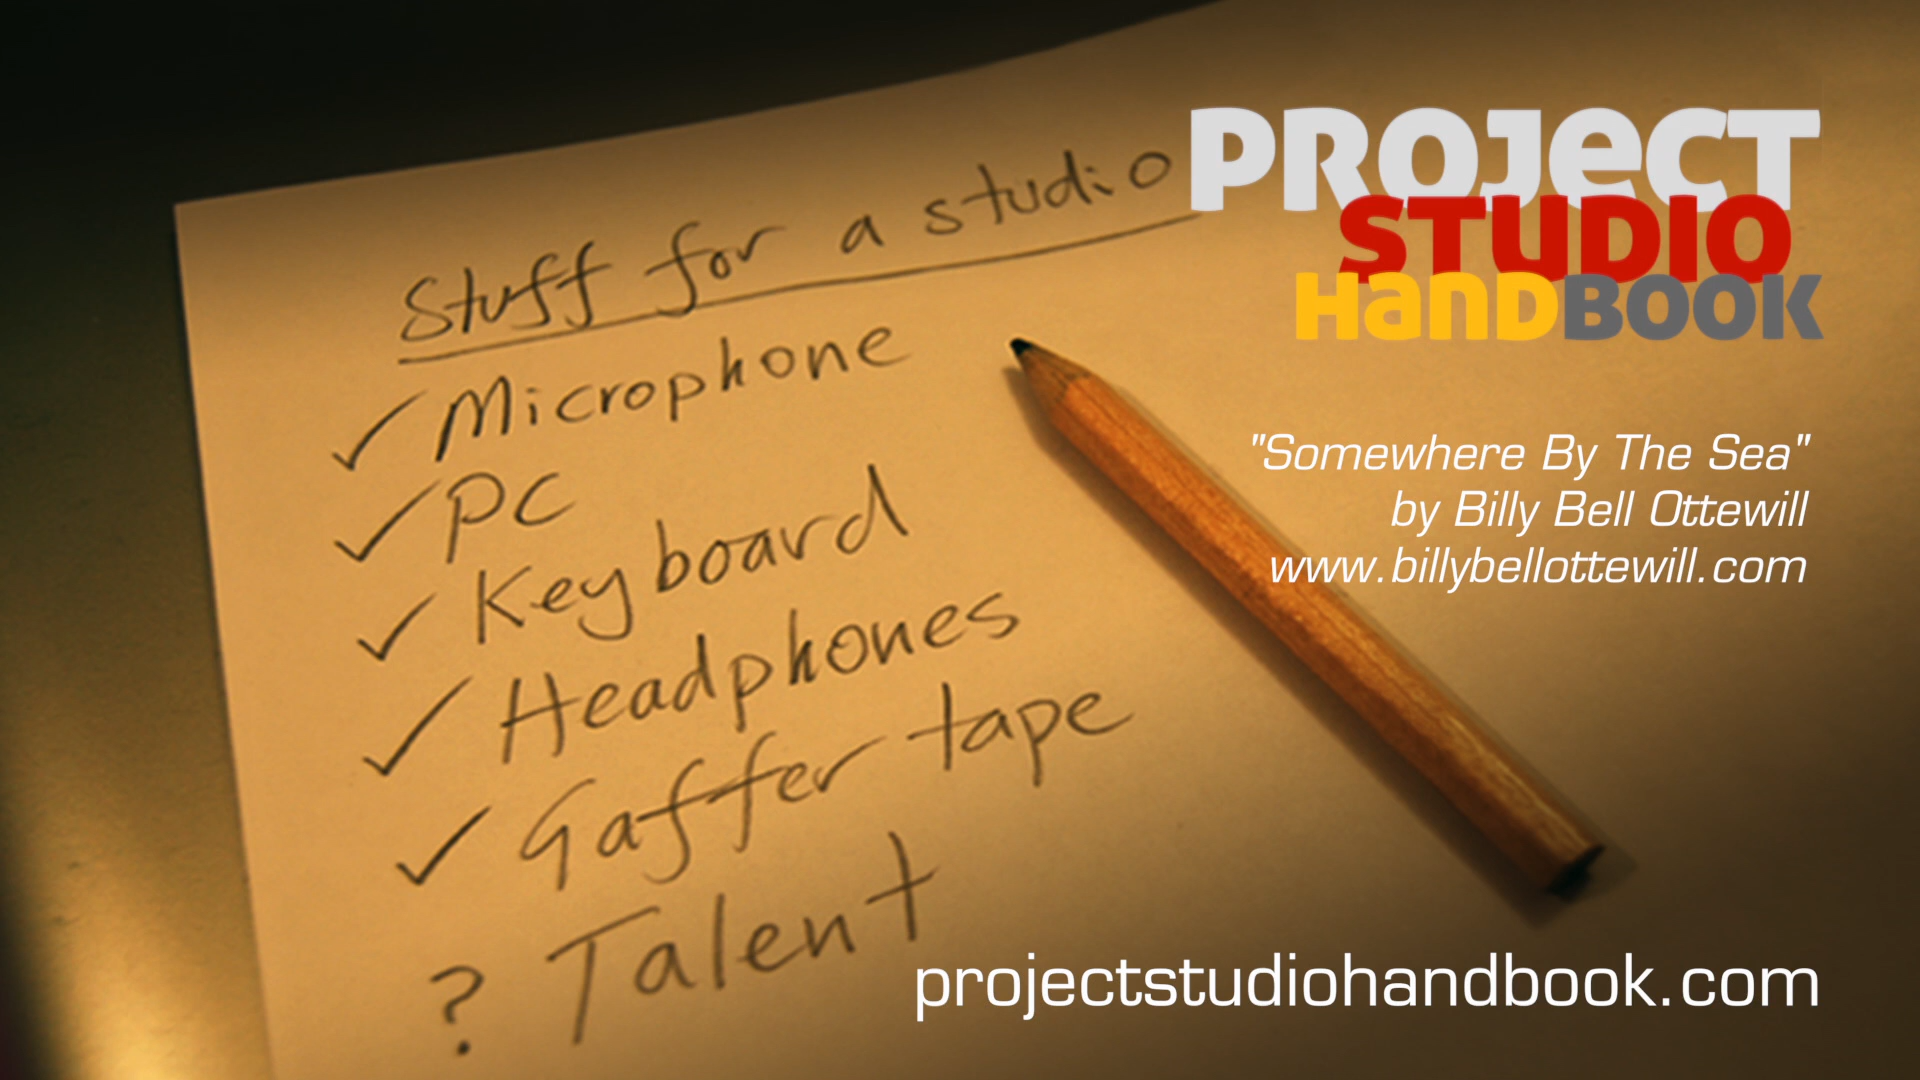 Stuff for a studio
✓ Microphone
✓ PC
✓ Keyboard
✓ Headphones
✓ Gaffer tape
? Talent
PROJECT
STUDIO
HANDBOOK
"Somewhere By The Sea"
by Billy Bell Ottewill
www.billybellottewill.com
projectstudiohandbook.com